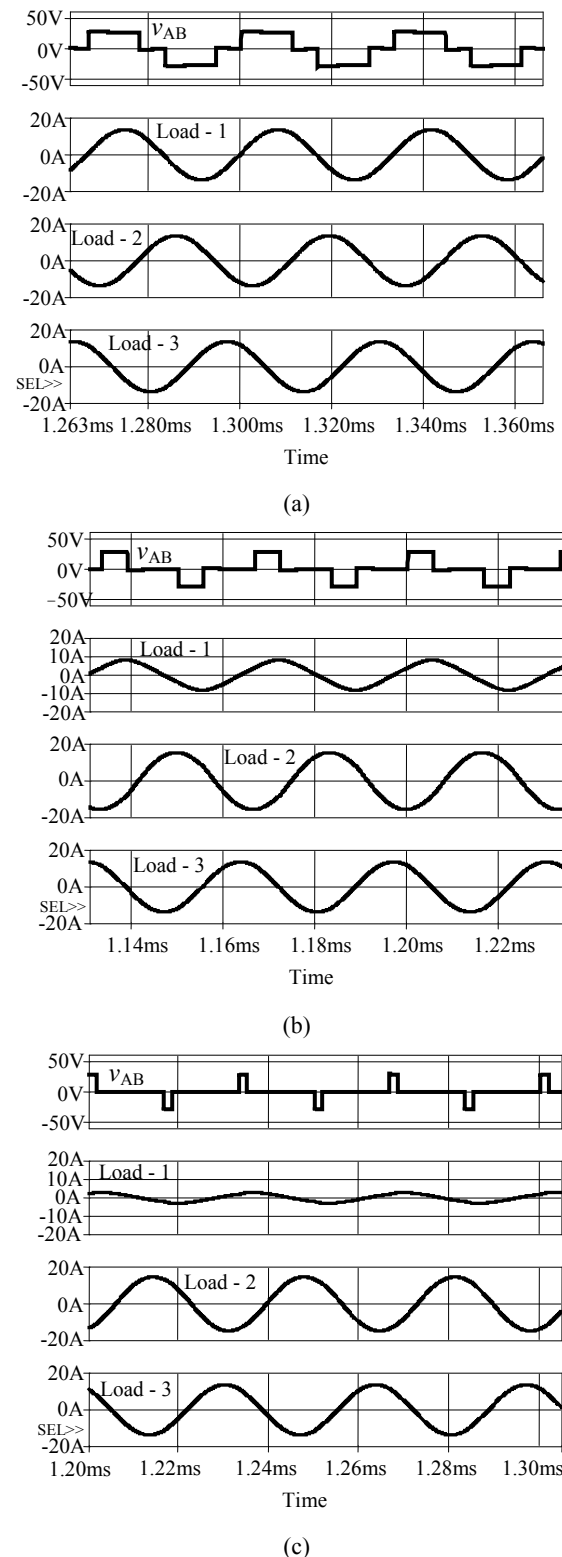 50V
v_AB
0V
-50V
20A
Load - 1
0A
-20A
20A
Load - 2
0A
-20A
20A
Load - 3
0A
SEL>>
-20A
1.263ms 1.280ms 1.300ms 1.320ms 1.340ms 1.360ms
Time
(a)
50V
v_AB
0V
-50V
20A
Load - 1
10A
0A
-10A
-20A
20A
Load - 2
0A
-20A
20A
Load - 3
0A
SEL>>
-20A
1.14ms 1.16ms 1.18ms 1.20ms 1.22ms
Time
(b)
50V
v_AB
0V
-50V
20A
Load - 1
10A
0A
-10A
-20A
20A
Load - 2
0A
-20A
20A
Load - 3
0A
SEL>>
-20A
1.20ms 1.22ms 1.24ms 1.26ms 1.28ms 1.30ms
Time
(c)